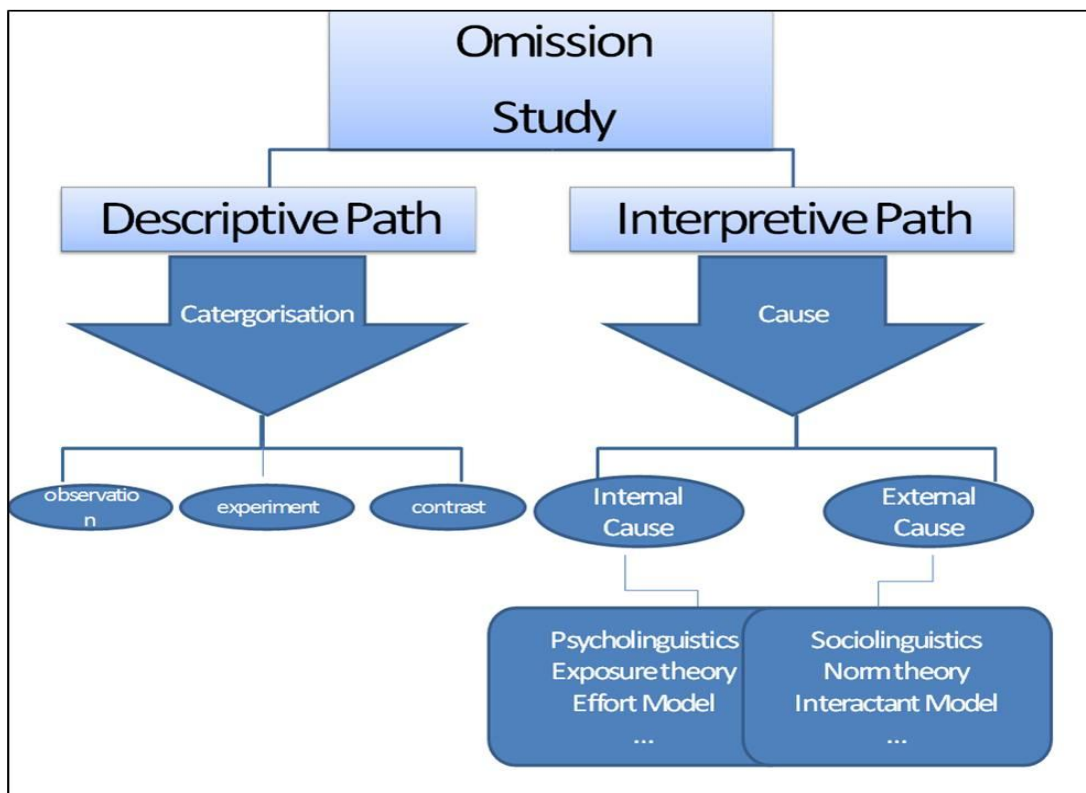 Omission
Study
Descriptive Path
Interpretive Path
Catergorisation
Cause
observatio
n
experiment
contrast
Internal
Cause
External
Cause
Psycholinguistics
Exposure theory
Effort Model
...
Sociolinguistics
Norm theory
Interactant Model
...